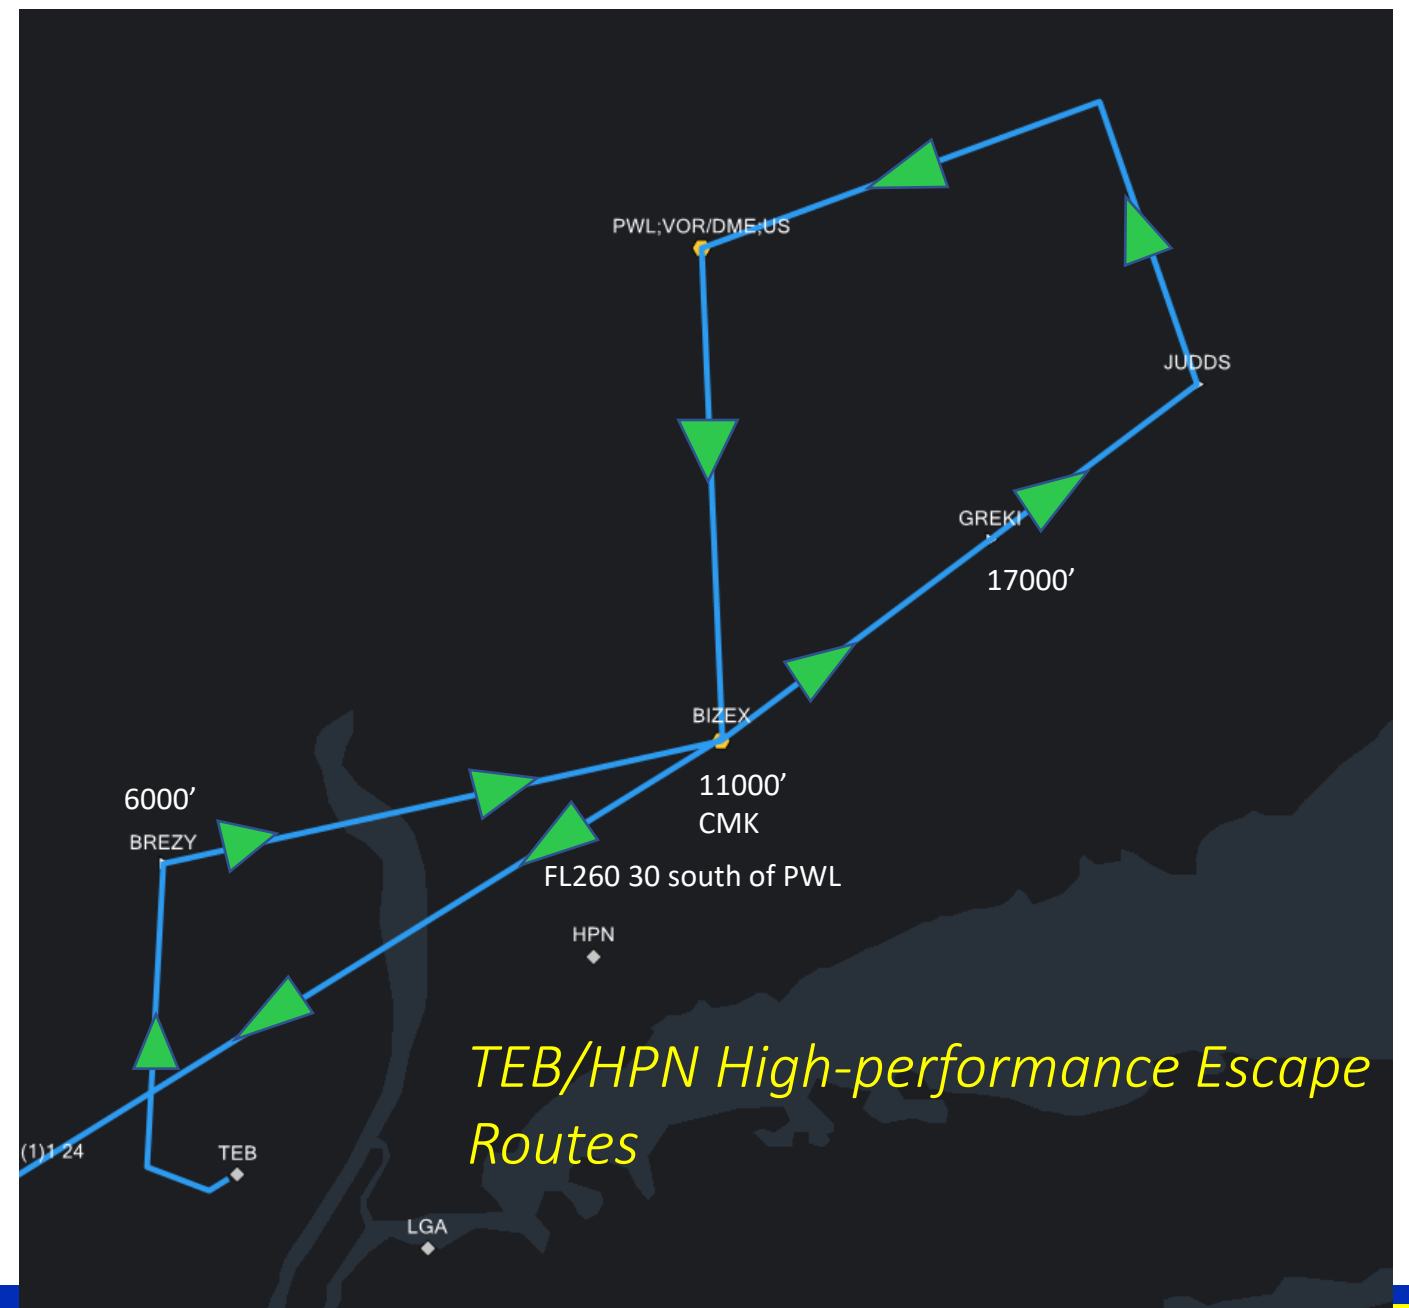 PWL;VOR/DME;US
JUDDS
GREKI
17000’
BIZEX
11000’
CMK
6000’
BREZY
FL260 30 south of PWL
HPN
TEB/HPN High-performance Escape
Routes
(1)1 24
TEB
LGA